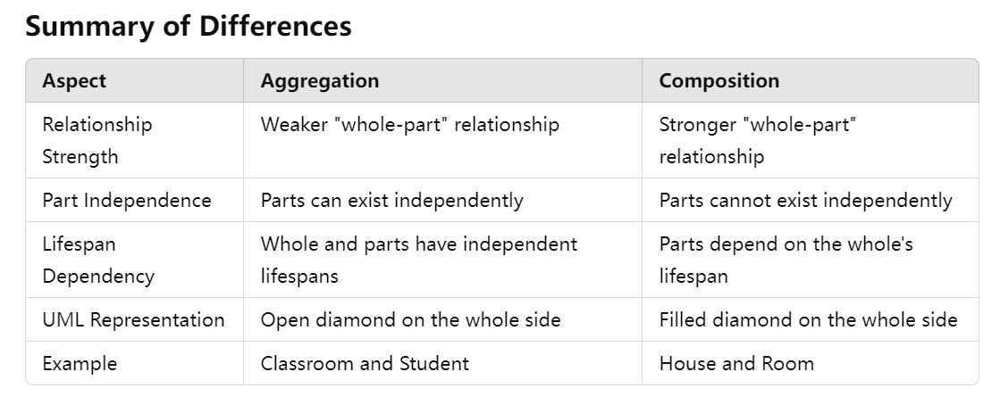 Summary of Differences
Aspect Aggregation Composition
Relationship Strength Weaker "whole-part" relationship Stronger "whole-part" relationship
Part Independence Parts can exist independently Parts cannot exist independently
Lifespan Dependency Whole and parts have independent lifespans Parts depend on the whole's lifespan
UML Representation Open diamond on the whole side Filled diamond on the whole side
Example Classroom and Student House and Room